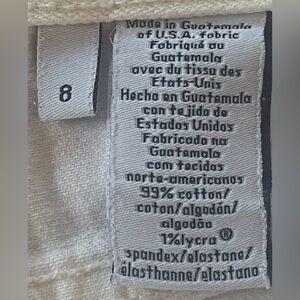 8
Made in Guatemala
of U.S.A. fabric
Fabriqué au
Guatemala
avec du tissu des
Etats-Unis
Hecho en Guatemala
con tejido de
Estados Unidos
Fabricado na
Guatemala
com tecidos
norte-americanos
99% cotton/
coton/algodón/
algodão
1%lycra®
spandex/elastane/
élasthanne/elastano